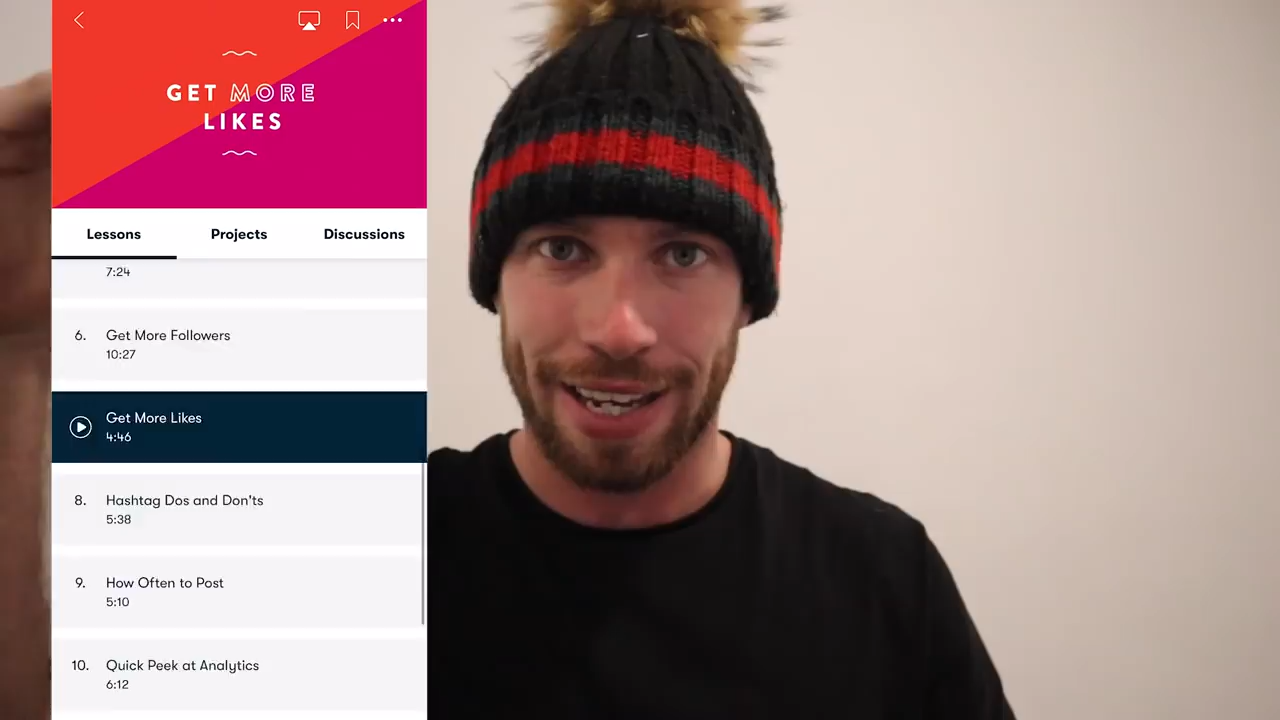 GET MORE
LIKES
Lessons
Projects
Discussions
7:24
6.
Get More Followers
10:27
Get More Likes
4:46
8.
Hashtag Dos and Don'ts
5:38
9.
How Often to Post
5:10
10.
Quick Peek at Analytics
6:12